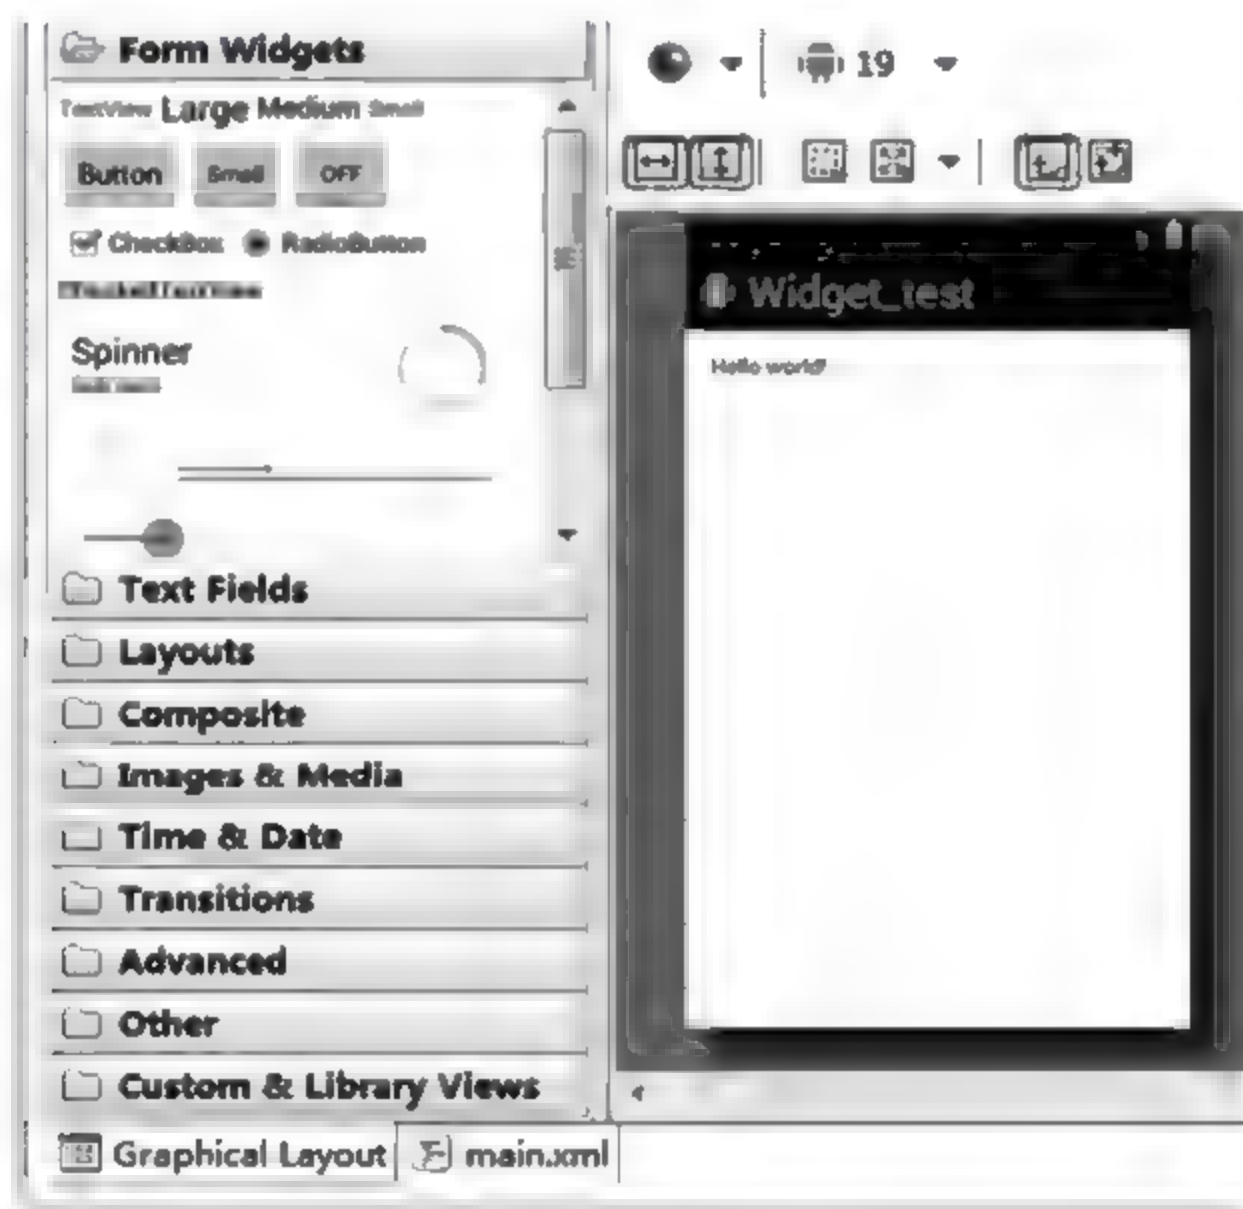 Form Widgets
TextView Large Medium Small
Button Small OFF
CheckBox RadioButton
CheckedTextView
Spinner
Text Fields
Layouts
Composite
Images & Media
Time & Date
Transitions
Advanced
Other
Custom & Library Views
Graphical Layout main.xml
19
Widget_test
Hello world!